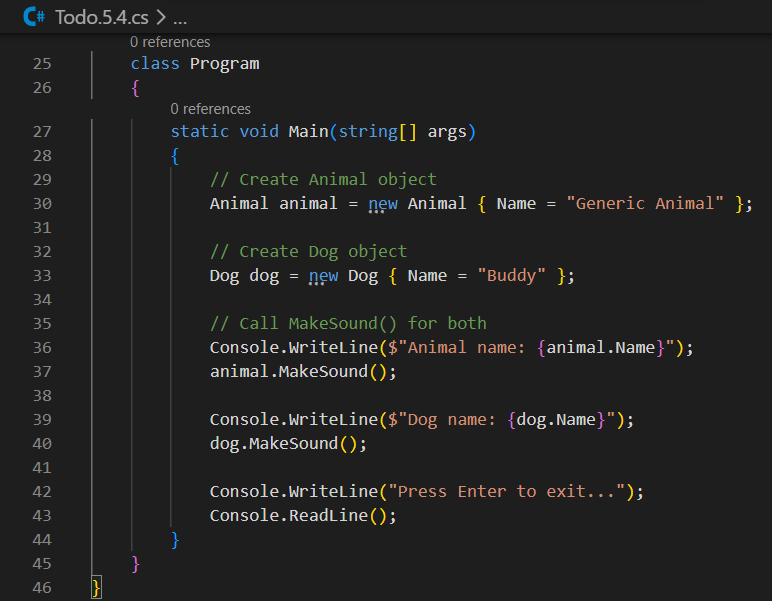 C# Todo.5.4.cs > ...
0 references
25 class Program
26 {
0 references
27 static void Main(string[] args)
28 {
29 // Create Animal object
30 Animal animal = new Animal { Name = "Generic Animal" };
31
32 // Create Dog object
33 Dog dog = new Dog { Name = "Buddy" };
34
35 // Call MakeSound() for both
36 Console.WriteLine($"Animal name: {animal.Name}");
37 animal.MakeSound();
38
39 Console.WriteLine($"Dog name: {dog.Name}");
40 dog.MakeSound();
41
42 Console.WriteLine("Press Enter to exit...");
43 Console.ReadLine();
44 }
45 }
46 }